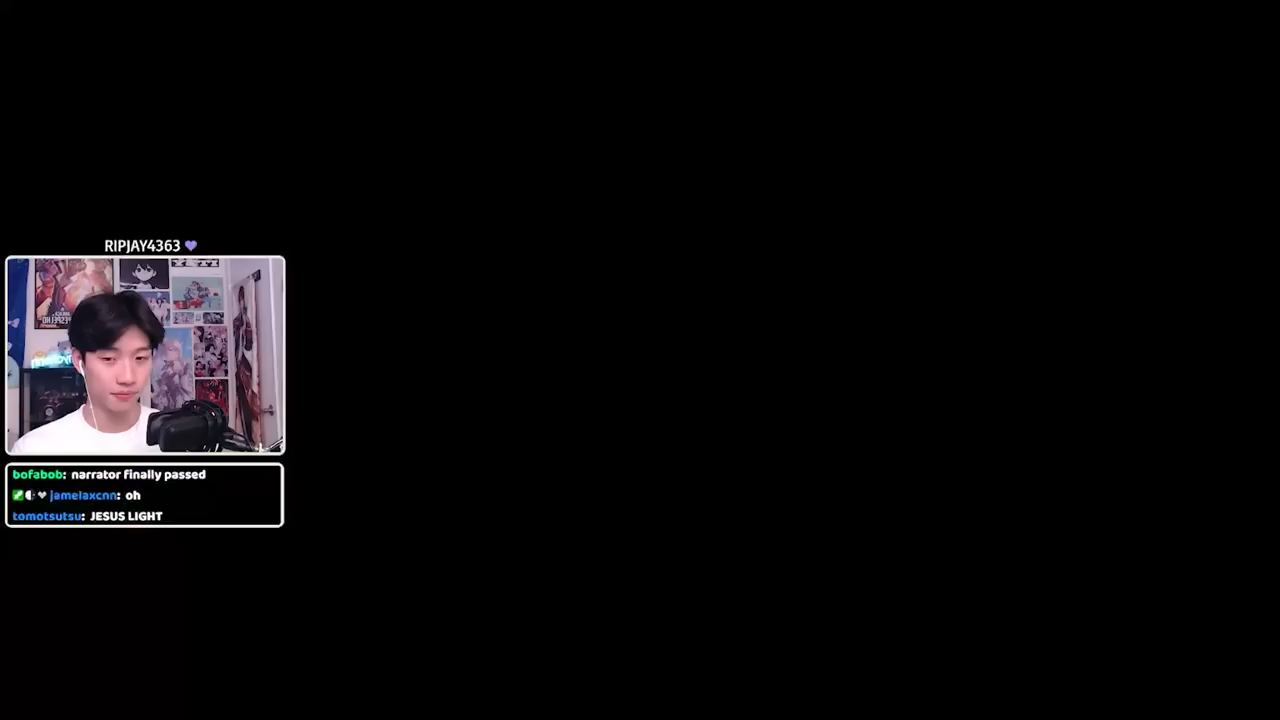 RIPJAY4363 💜
bofabob: narrator finally passed
jamelaxcnn: oh
tomotsutsu: JESUS LIGHT